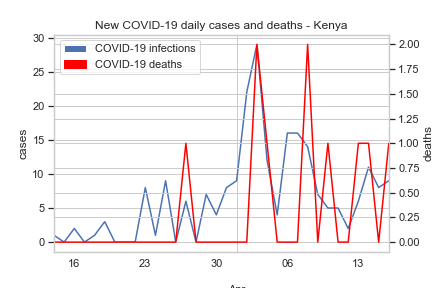 New COVID-19 daily cases and deaths - Kenya
COVID-19 infections
COVID-19 deaths
cases
30
25
20
15
10
5
0
deaths
2.00
1.75
1.50
1.25
1.00
0.75
0.50
0.25
0.00
16 23 30 06 13
Apr